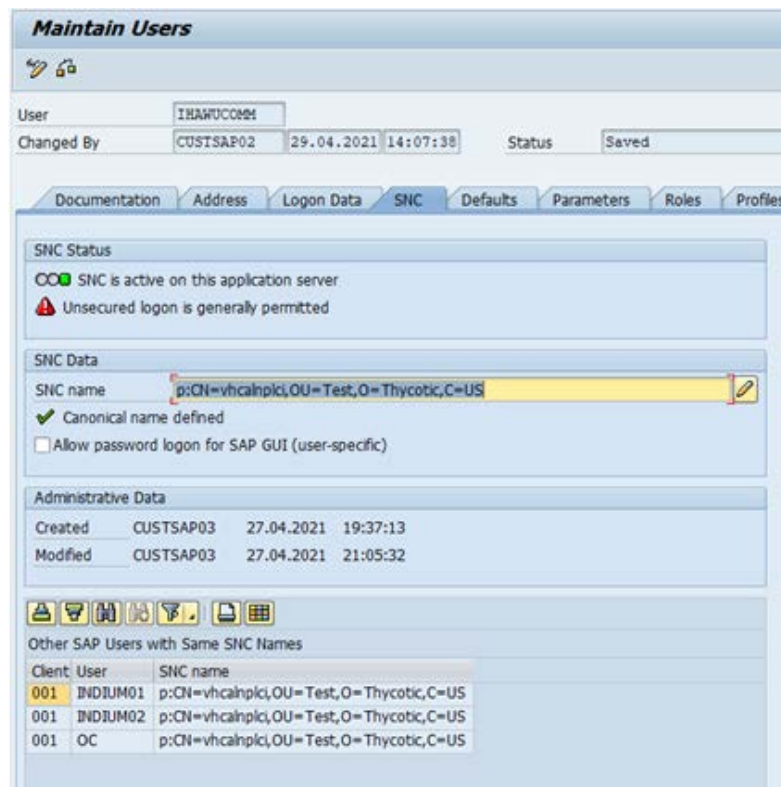 Maintain Users
User IHAWUCOMM
Changed By CUSTSAP02 29.04.2021 14:07:38 Status Saved
Documentation Address Logon Data SNC Defaults Parameters Roles Profiles
SNC Status
SNC is active on this application server
Unsecured logon is generally permitted
SNC Data
SNC name p:CN=vhcalnplci,OU=Test,O=Thycotic,C=US
Canonical name defined
Allow password logon for SAP GUI (user-specific)
Administrative Data
Created CUSTSAP03 27.04.2021 19:37:13
Modified CUSTSAP03 27.04.2021 21:05:32
Other SAP Users with Same SNC Names
Client User SNC name
001 INDIUM01 p:CN=vhcalnplci,OU=Test,O=Thycotic,C=US
001 INDIUM02 p:CN=vhcalnplci,OU=Test,O=Thycotic,C=US
001 OC p:CN=vhcalnplci,OU=Test,O=Thycotic,C=US